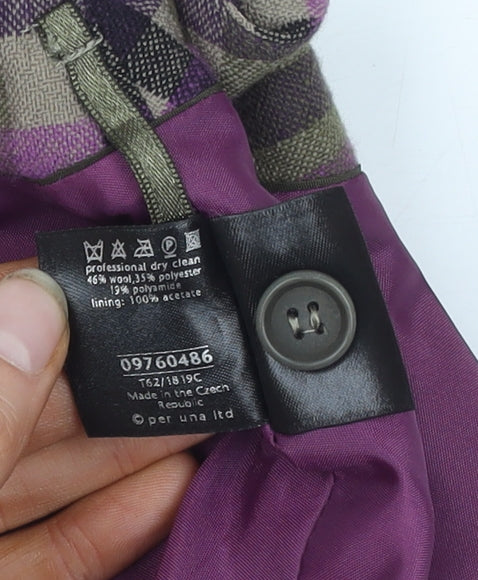 professional dry clean
46% wool, 35% polyester
19% polyamide
lining: 100% acetate
09760486
T62/1819C
Made in the Czech
Republic
© per una ltd